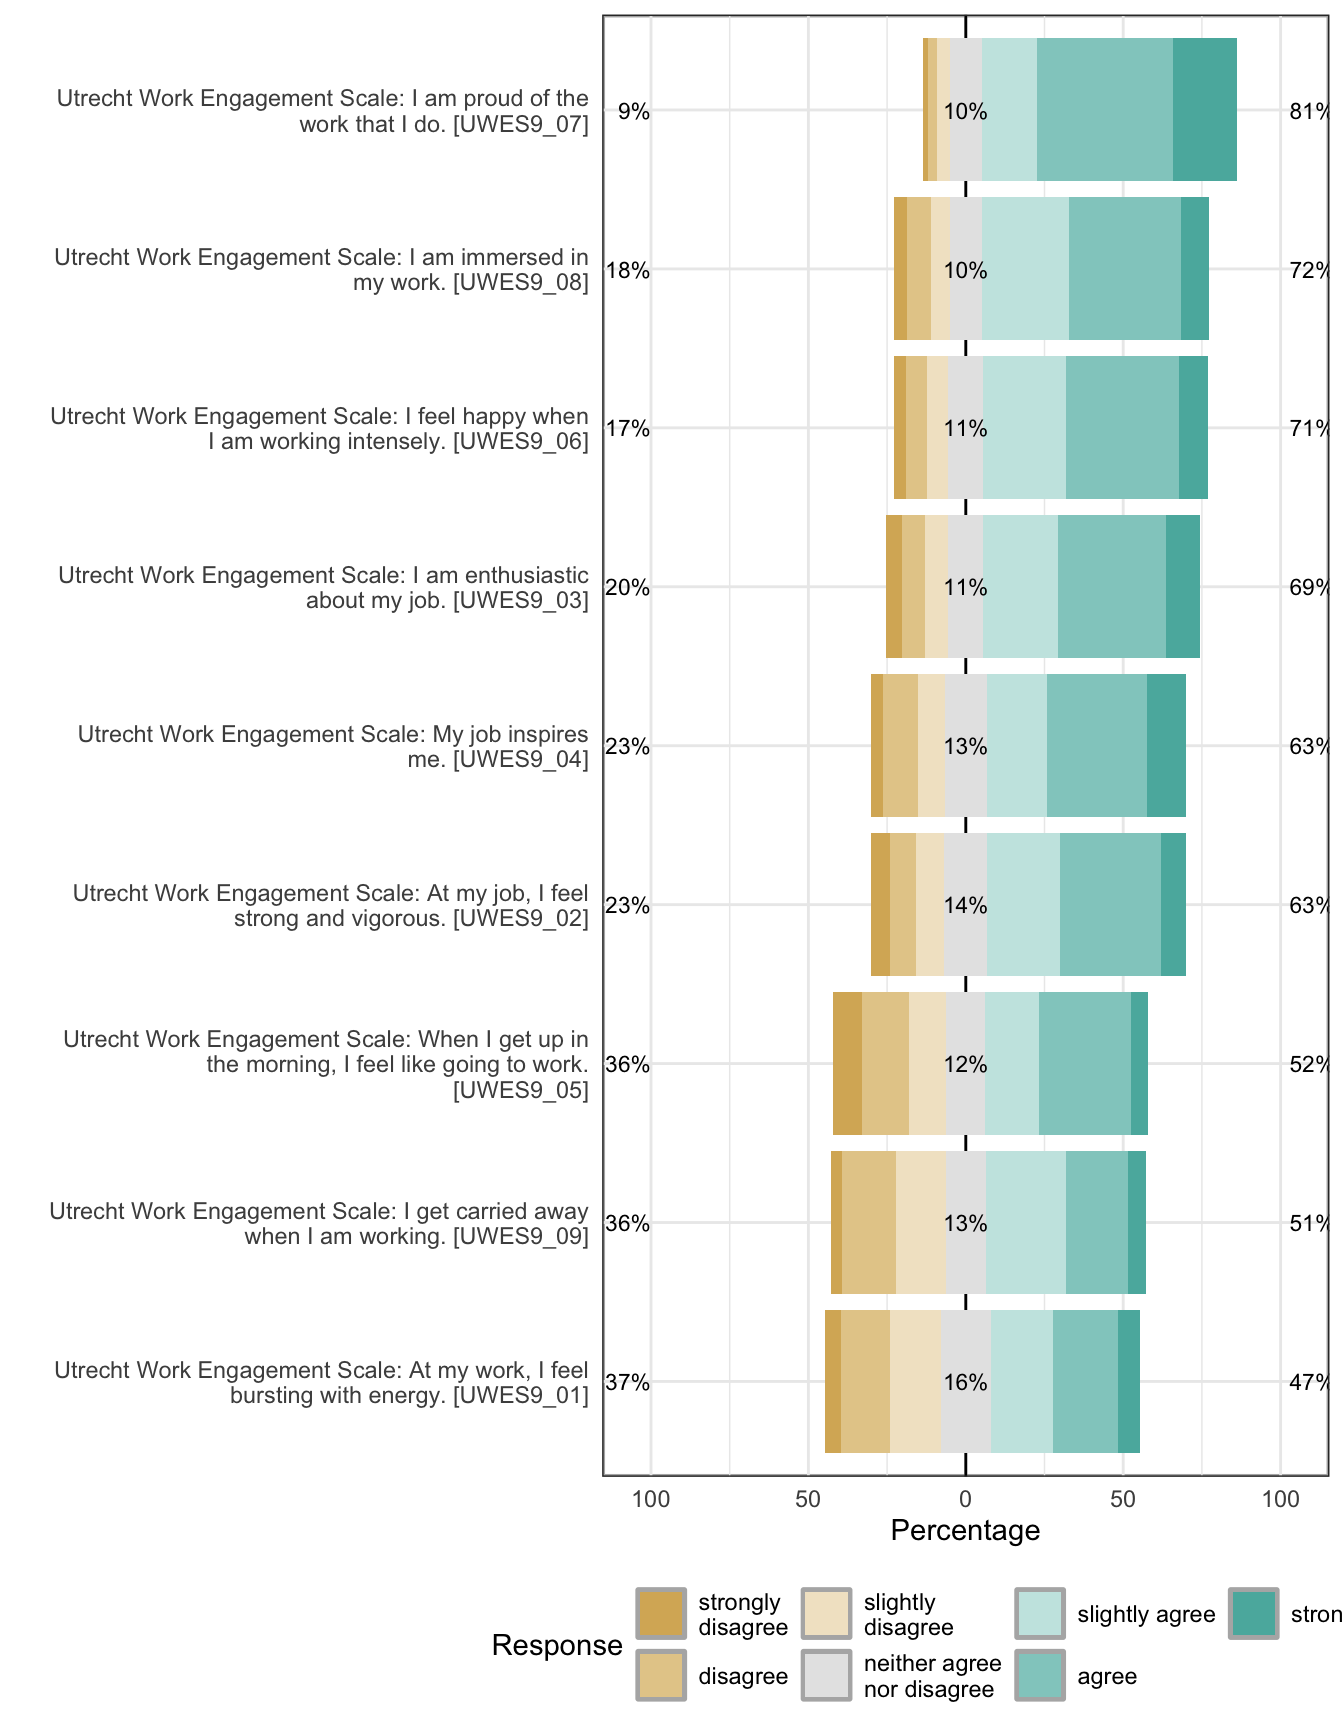 Utrecht Work Engagement Scale: I am proud of the
work that I do. [UWES9_07]
9%
10%
81%
Utrecht Work Engagement Scale: I am immersed in
my work. [UWES9_08]
18%
10%
72%
Utrecht Work Engagement Scale: I feel happy when
I am working intensely. [UWES9_06]
17%
11%
71%
Utrecht Work Engagement Scale: I am enthusiastic
about my job. [UWES9_03]
20%
11%
69%
Utrecht Work Engagement Scale: My job inspires
me. [UWES9_04]
23%
13%
63%
Utrecht Work Engagement Scale: At my job, I feel
strong and vigorous. [UWES9_02]
23%
14%
63%
Utrecht Work Engagement Scale: When I get up in
the morning, I feel like going to work.
[UWES9_05]
36%
12%
52%
Utrecht Work Engagement Scale: I get carried away
when I am working. [UWES9_09]
36%
13%
51%
Utrecht Work Engagement Scale: At my work, I feel
bursting with energy. [UWES9_01]
37%
16%
47%
100 50 0 50 100
Percentage
Response
strongly
disagree
disagree
slightly
disagree
neither agree
nor disagree
slightly agree
agree
stron